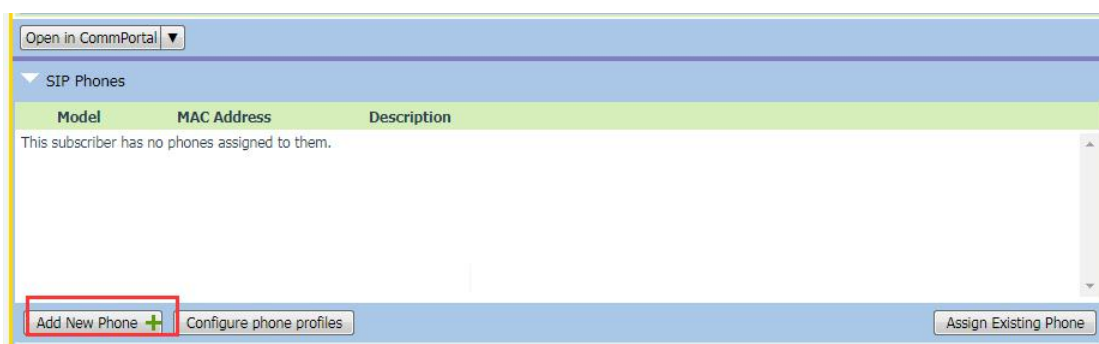 Open in CommPortal ▼
SIP Phones
Model MAC Address Description
This subscriber has no phones assigned to them.
Add New Phone Configure phone profiles Assign Existing Phone